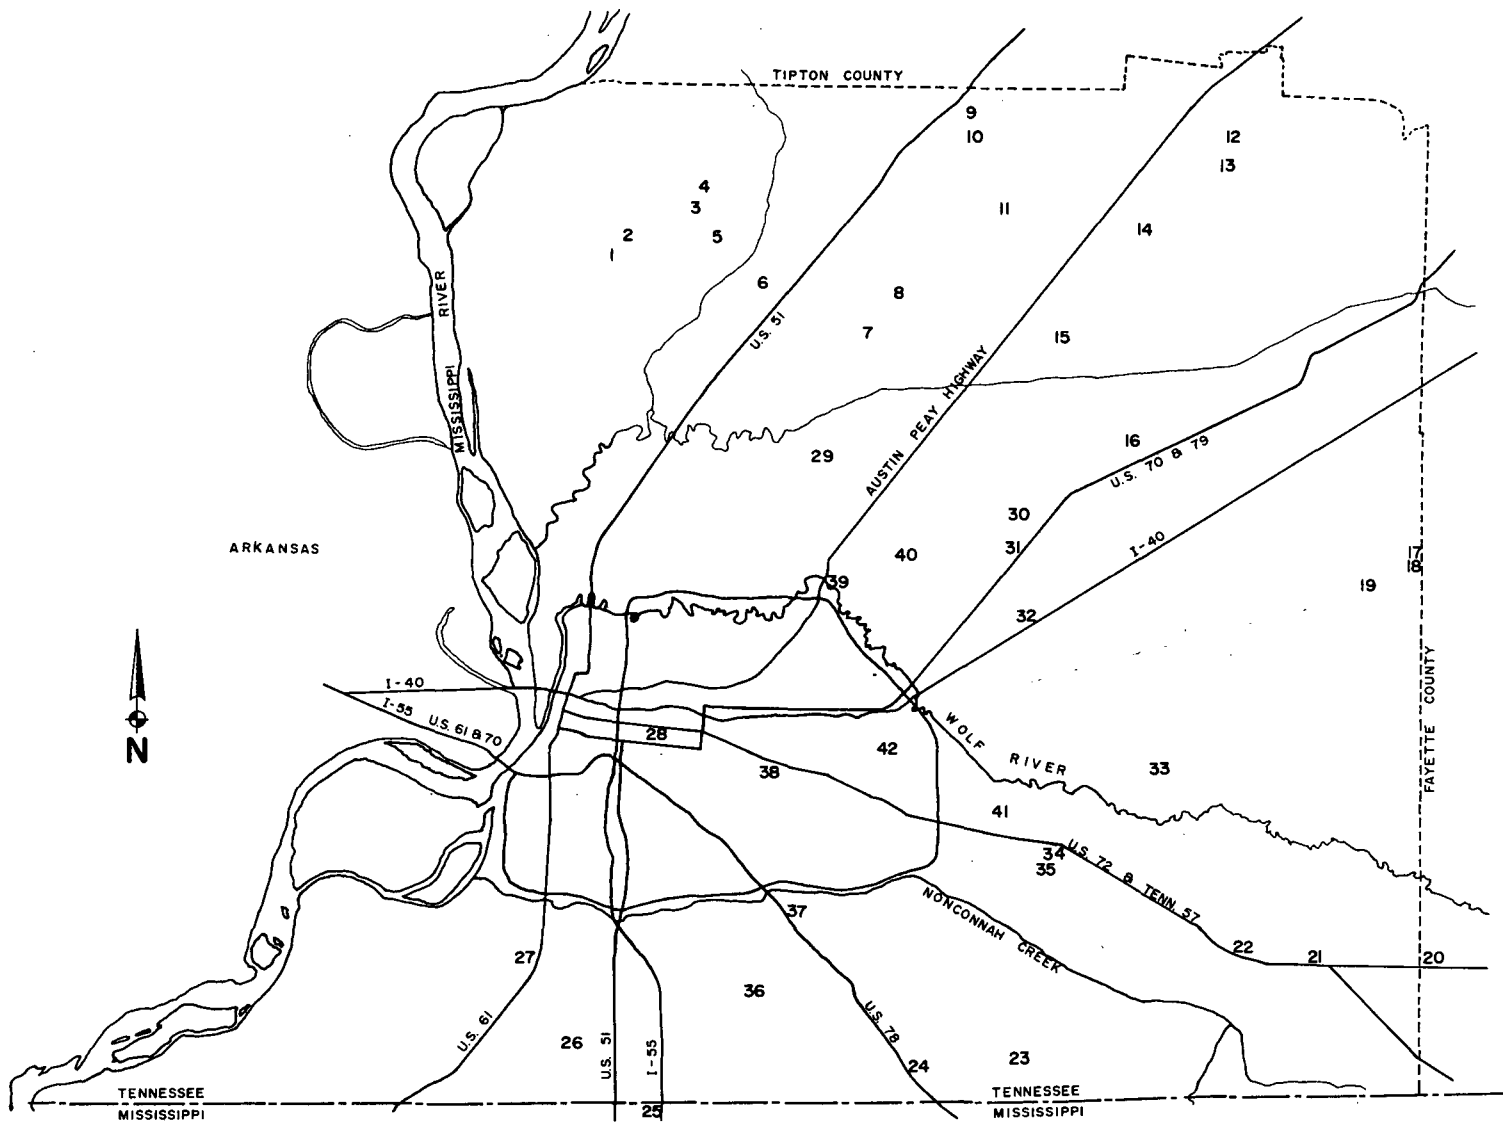 TIPTON COUNTY
9
10
12
13
4
3
11
2
5
14
1
6
RIVER
8
U.S. 51
7
15
MISSISSIPPI
AUSTIN PEAY HIGHWAY
16
29
U.S. 70 & 79
30
ARKANSAS
31
I-40
40
17
18
39
19
32
FAYETTE COUNTY
I-40
I-55
U.S. 61 & 70
28
N
42
WOLF RIVER
38
33
41
34
35
U.S. 72 & TENN. 57
37
NONCONNAH CREEK
27
22
21
20
36
U.S. 61
26
U.S. 51
I-55
U.S. 78
24
23
TENNESSEE
MISSISSIPPI
25
TENNESSEE
MISSISSIPPI